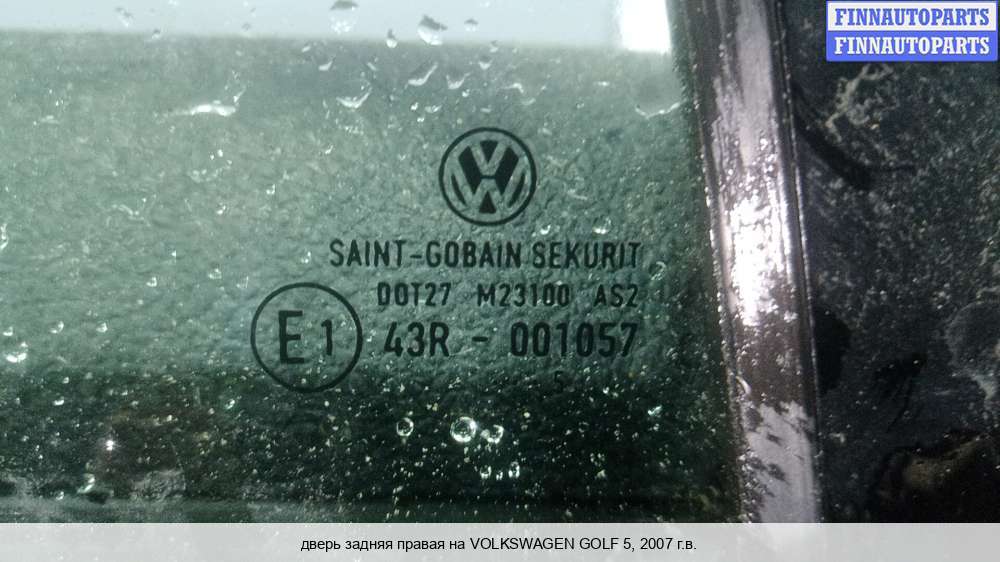 FINNAUTOPARTS
FINNAUTOPARTS
SAINT-GOBAIN SEKURIT
DOT27 M23100 AS2
E1 43R - 001057
дверь задняя правая на VOLKSWAGEN GOLF 5, 2007 г.в.